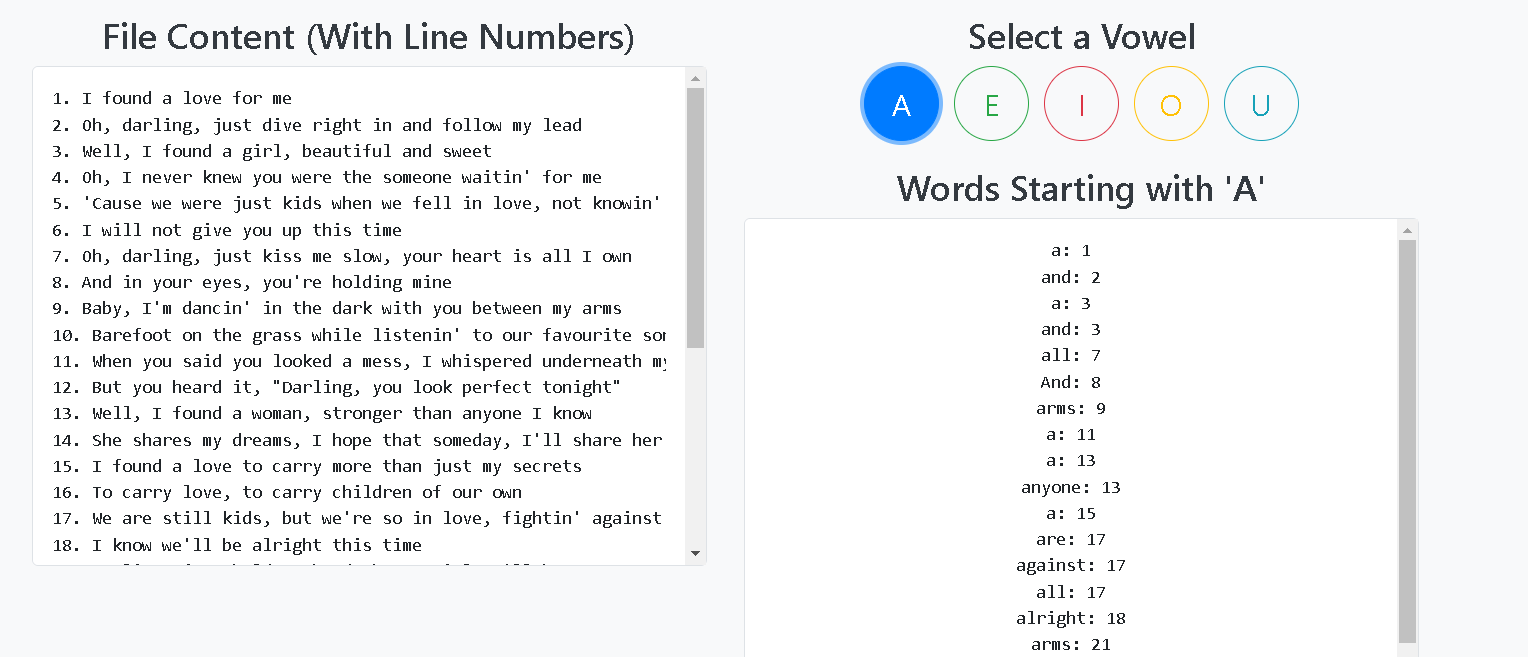 File Content (With Line Numbers)
1. I found a love for me
2. Oh, darling, just dive right in and follow my lead
3. Well, I found a girl, beautiful and sweet
4. Oh, I never knew you were the someone waitin' for me
5. 'Cause we were just kids when we fell in love, not knowin'
6. I will not give you up this time
7. Oh, darling, just kiss me slow, your heart is all I own
8. And in your eyes, you're holding mine
9. Baby, I'm dancin' in the dark with you between my arms
10. Barefoot on the grass while listenin' to our favourite
11. When you said you looked a mess, I whispered underneath
12. But you heard it, "Darling, you look perfect tonight"
13. Well, I found a woman, stronger than anyone I know
14. She shares my dreams, I hope that someday, I'll share her
15. I found a love to carry more than just my secrets
16. To carry love, to carry children of our own
17. We are still kids, but we're so in love, fightin' against
18. I know we'll be alright this time
Select a Vowel
A E I O U
Words Starting with 'A'
a: 1
and: 2
a: 3
and: 3
all: 7
And: 8
arms: 9
a: 11
a: 13
anyone: 13
a: 15
are: 17
against: 17
all: 17
alright: 18
arms: 21